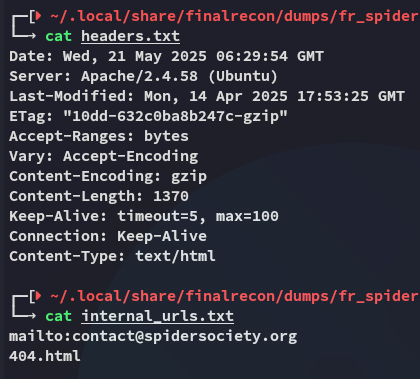 ┌─[▶ ~/.local/share/finalrecon/dumps/fr_spider
└─→ cat headers.txt
Date: Wed, 21 May 2025 06:29:54 GMT
Server: Apache/2.4.58 (Ubuntu)
Last-Modified: Mon, 14 Apr 2025 17:53:25 GMT
ETag: "10dd-632c0ba8b247c-gzip"
Accept-Ranges: bytes
Vary: Accept-Encoding
Content-Encoding: gzip
Content-Length: 1370
Keep-Alive: timeout=5, max=100
Connection: Keep-Alive
Content-Type: text/html
┌─[▶ ~/.local/share/finalrecon/dumps/fr_spider
└─→ cat internal_urls.txt
mailto:contact@spidersociety.org
404.html